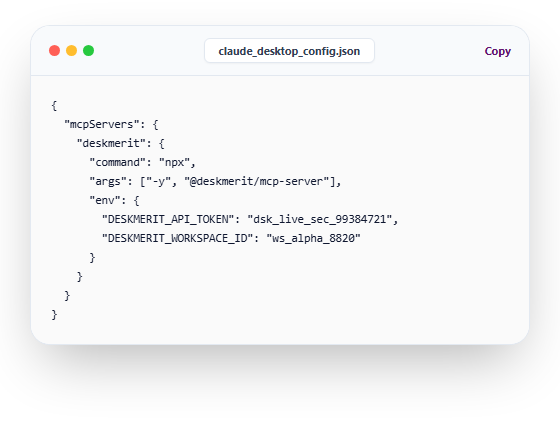 claude_desktop_config.json
Copy
{
  "mcpServers": {
    "deskmerit": {
      "command": "npx",
      "args": ["-y", "@deskmerit/mcp-server"],
      "env": {
        "DESKMERIT_API_TOKEN": "dsk_live_sec_99384721",
        "DESKMERIT_WORKSPACE_ID": "ws_alpha_8820"
      }
    }
  }
}